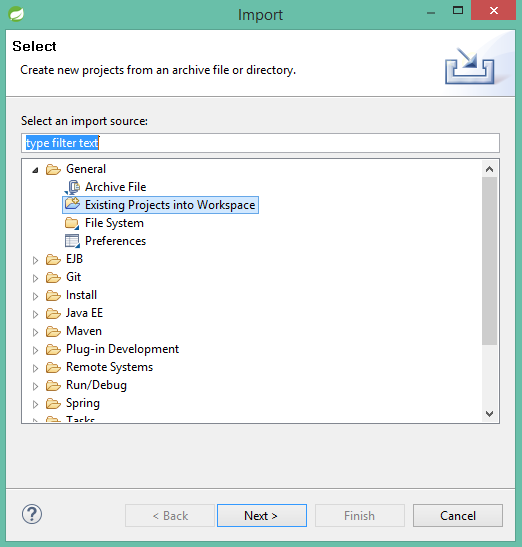 Import
Select
Create new projects from an archive file or directory.
Select an import source:
type filter text
General
Archive File
Existing Projects into Workspace
File System
Preferences
EJB
Git
Install
Java EE
Maven
Plug-in Development
Remote Systems
Run/Debug
Spring
Tasks
?
< Back
Next >
Finish
Cancel